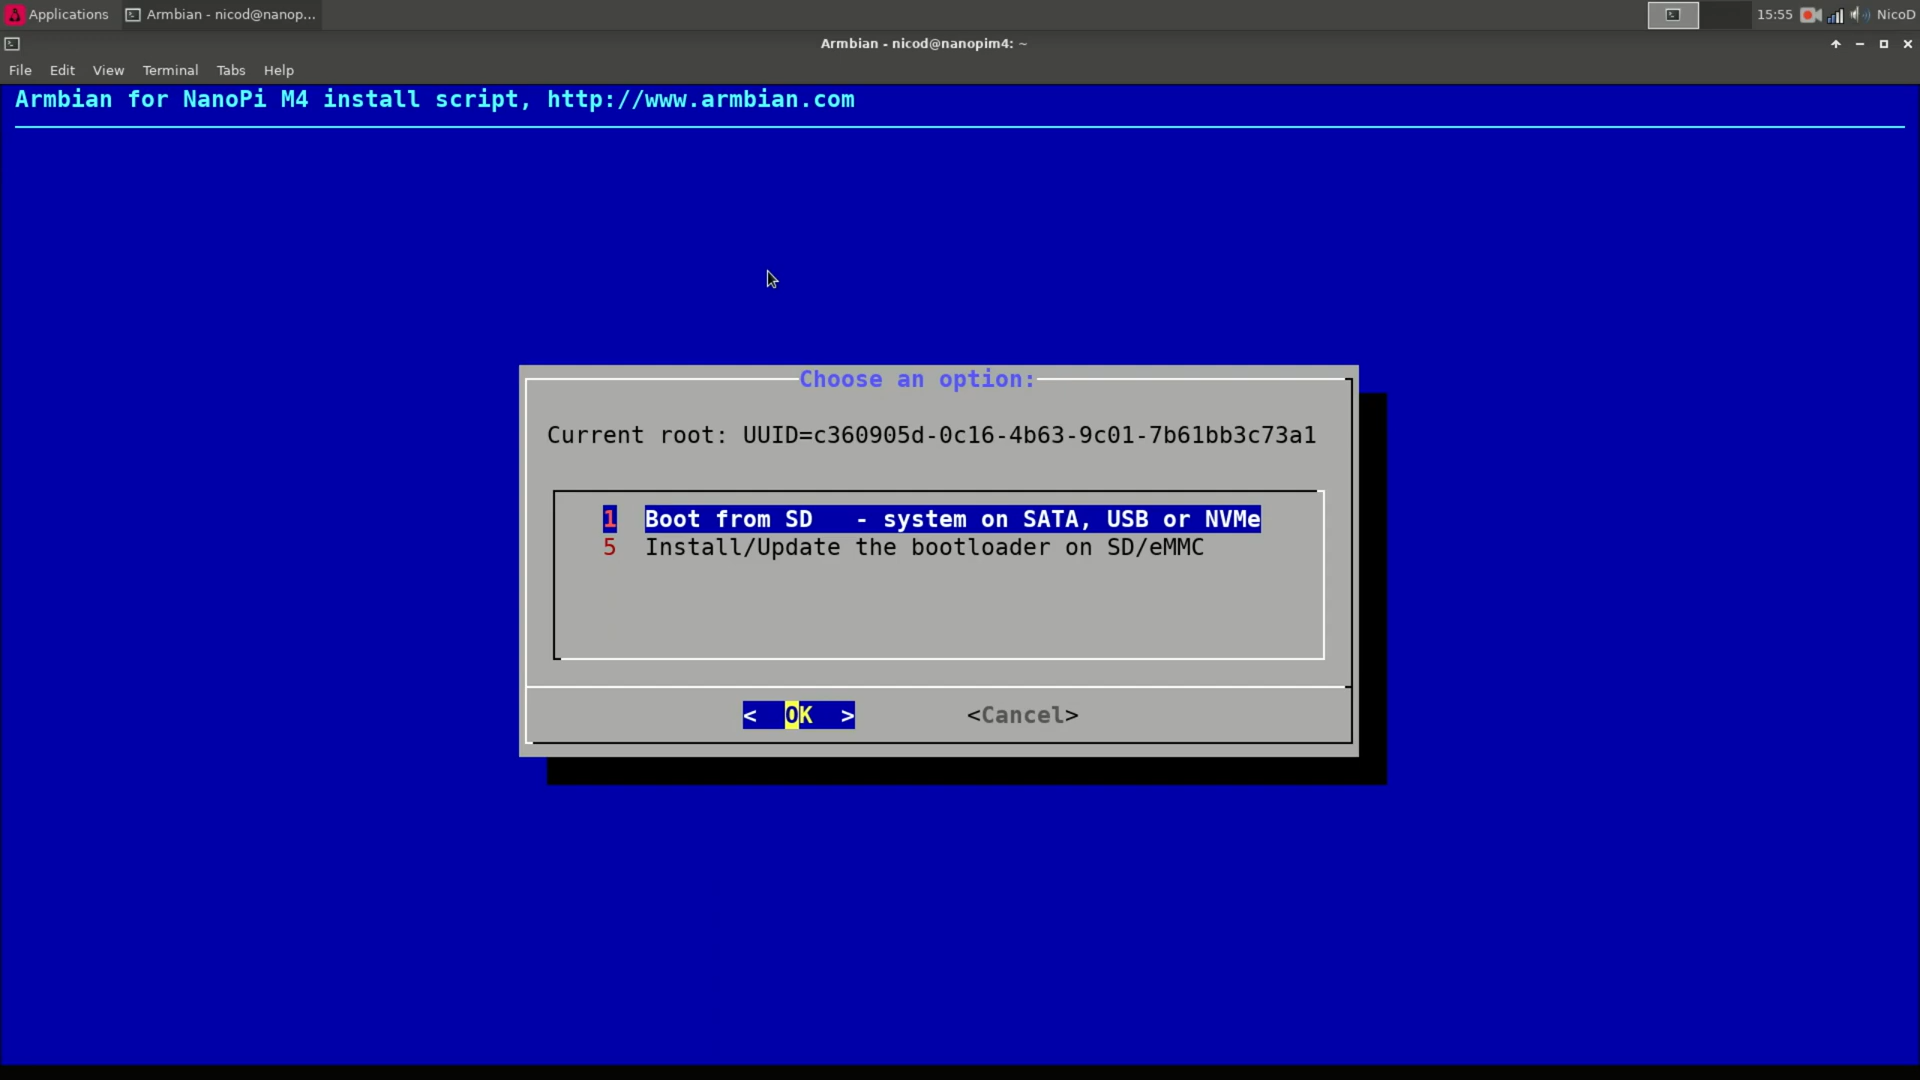 Applications Armbian - nicod@nanop... 15:55 NicoD
Armbian - nicod@nanopim4: ~
File Edit View Terminal Tabs Help
Armbian for NanoPi M4 install script, http://www.armbian.com
Choose an option:
Current root: UUID=c360905d-0c16-4b63-9c01-7b61bb3c73a1
1 Boot from SD - system on SATA, USB or NVMe
5 Install/Update the bootloader on SD/eMMC
< OK > <Cancel>